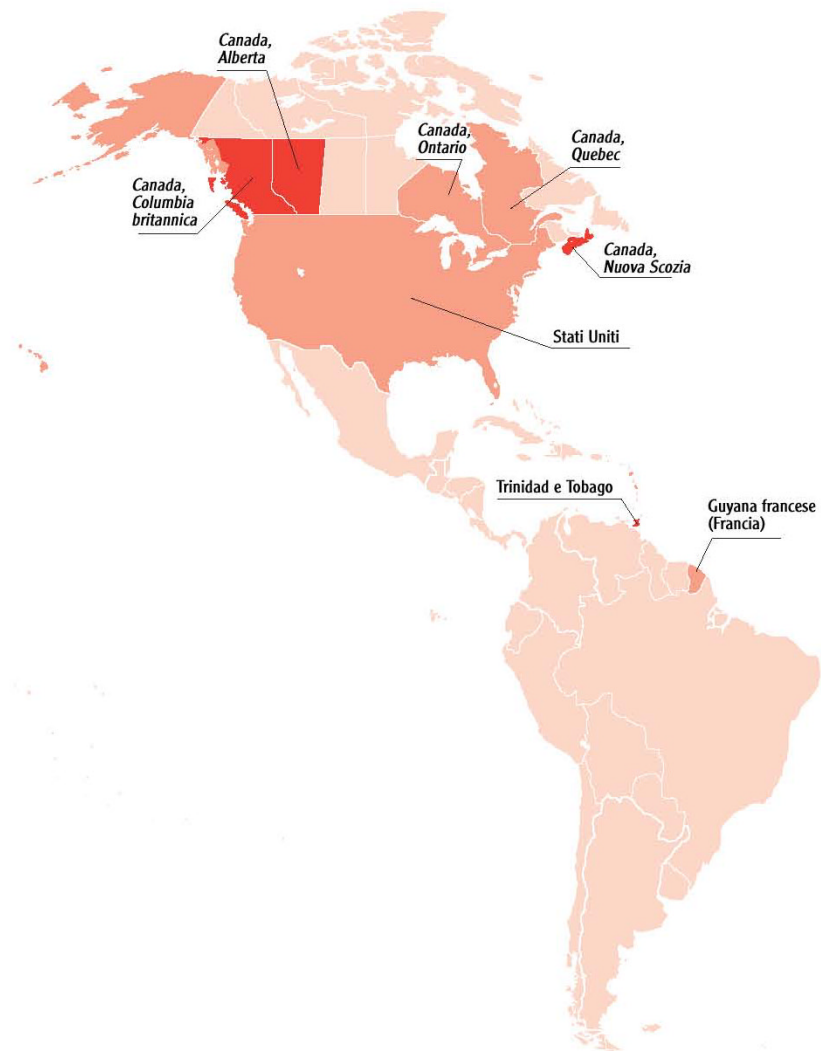 Canada,
Alberta
Canada,
Ontario
Canada,
Quebec
Canada,
Columbia
britannica
Canada,
Nuova Scozia
Stati Uniti
Trinidad e Tobago
Guyana francese
(Francia)